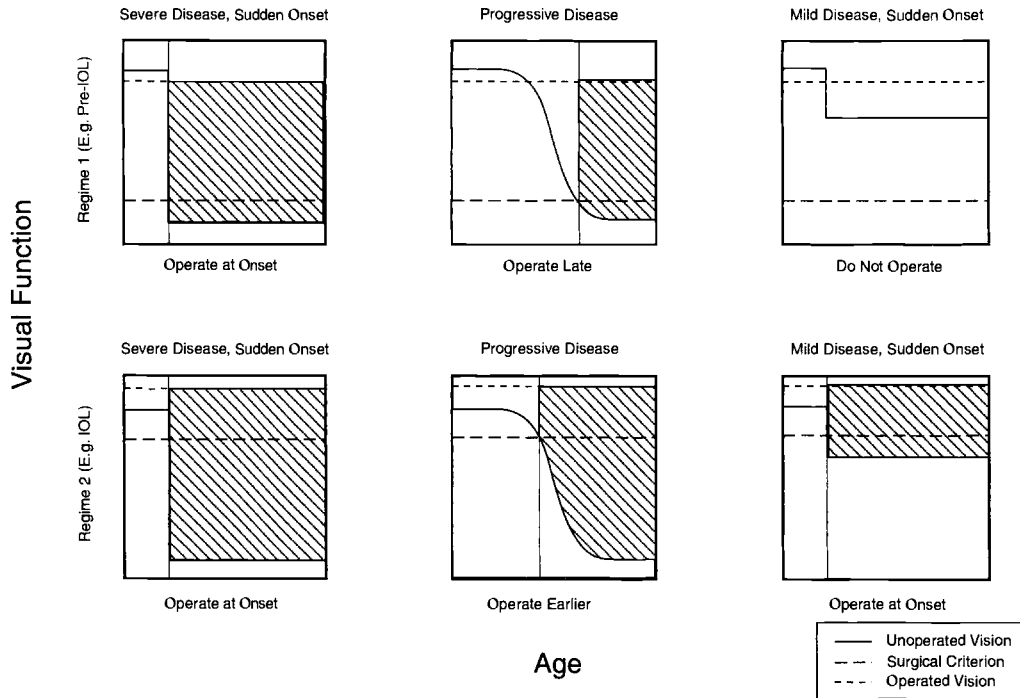 Severe Disease, Sudden Onset
Progressive Disease
Mild Disease, Sudden Onset
Visual Function
Regime 1 (E.g. Pre-IOL)
Operate at Onset
Operate Late
Do Not Operate
Severe Disease, Sudden Onset
Progressive Disease
Mild Disease, Sudden Onset
Regime 2 (E.g. IOL)
Operate at Onset
Operate Earlier
Operate at Onset
Age
Unoperated Vision
Surgical Criterion
Operated Vision